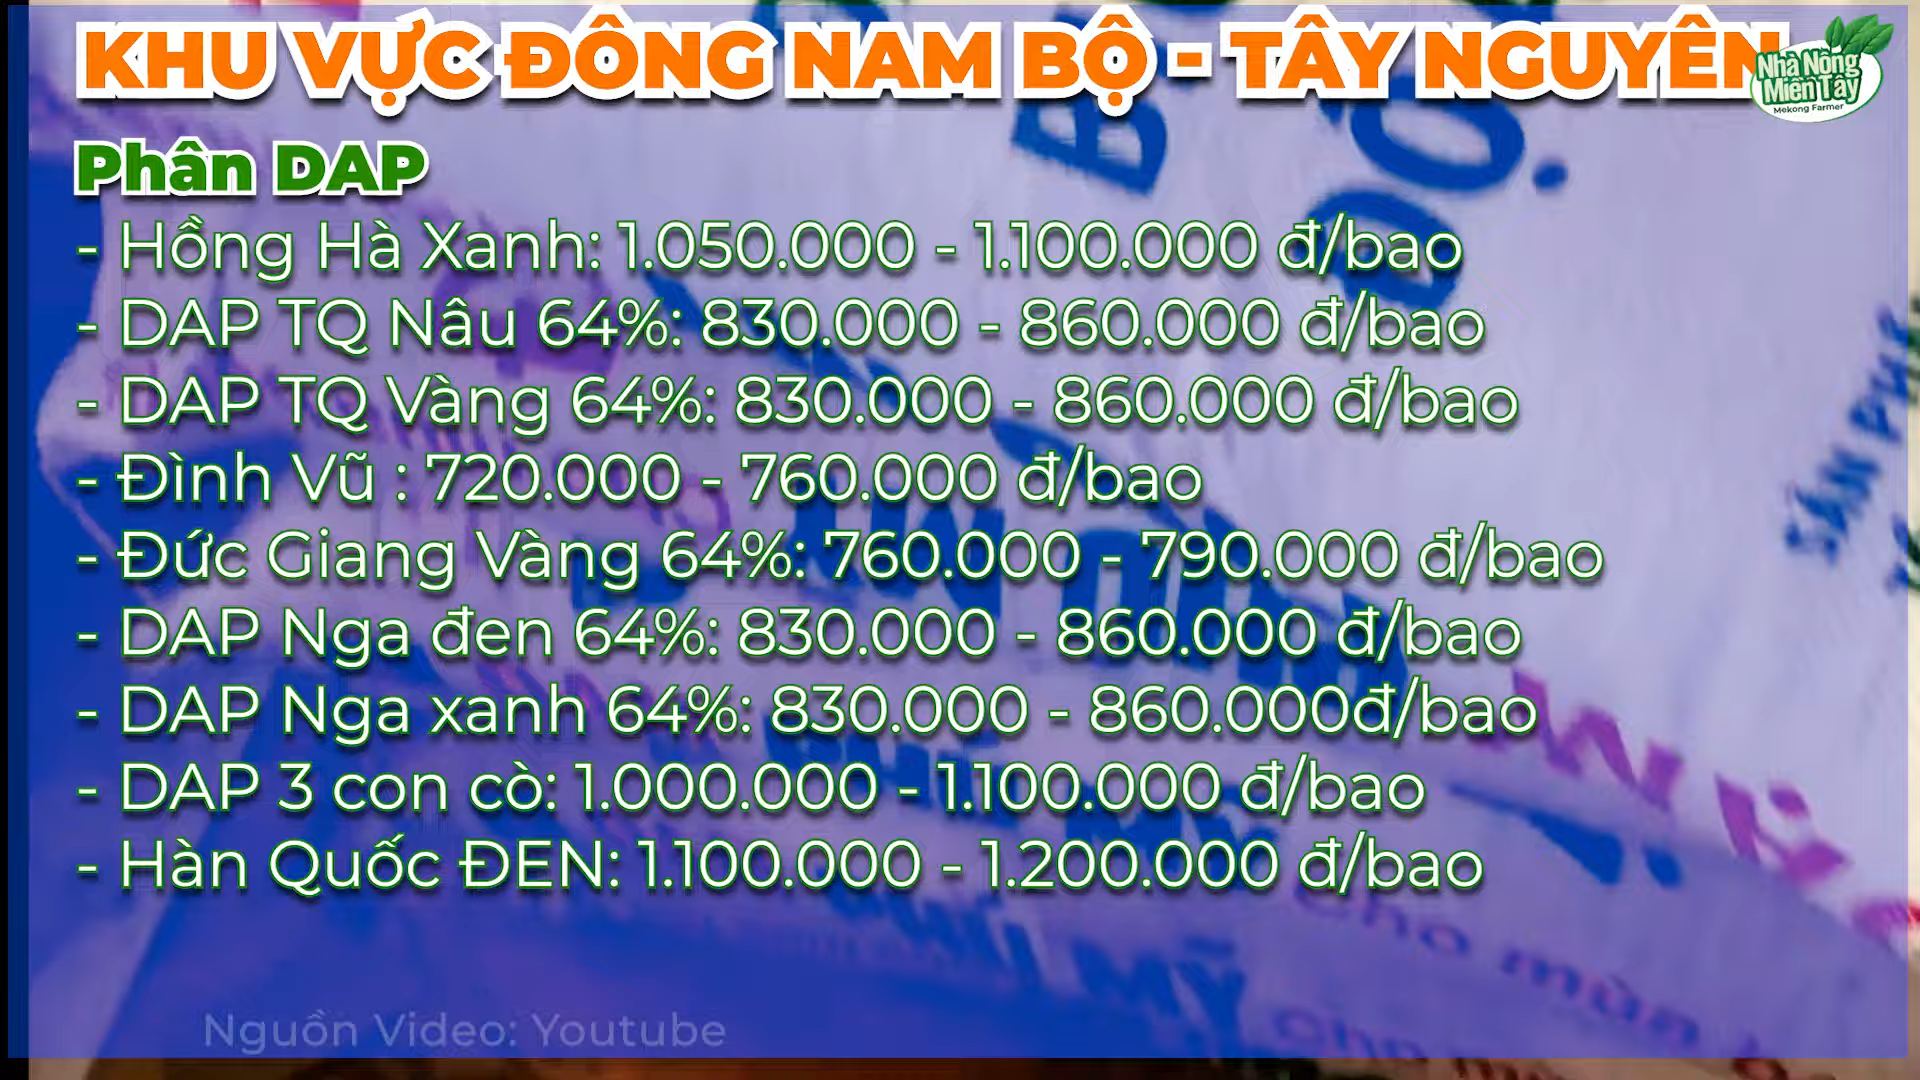 KHU VỰC ĐÔNG NAM BỘ - TÂY NGUYÊN
Nhà Nông
Miền Tây
Mekong Farmer
Phân DAP
- Hồng Hà Xanh: 1.050.000 - 1.100.000 đ/bao
- DAP TQ Nâu 64%: 830.000 - 860.000 đ/bao
- DAP TQ Vàng 64%: 830.000 - 860.000 đ/bao
- Đình Vũ : 720.000 - 760.000 đ/bao
- Đức Giang Vàng 64%: 760.000 - 790.000 đ/bao
- DAP Nga đen 64%: 830.000 - 860.000 đ/bao
- DAP Nga xanh 64%: 830.000 - 860.000đ/bao
- DAP 3 con cò: 1.000.000 - 1.100.000 đ/bao
- Hàn Quốc ĐEN: 1.100.000 - 1.200.000 đ/bao
cho mùa
Nguồn Video: Youtube